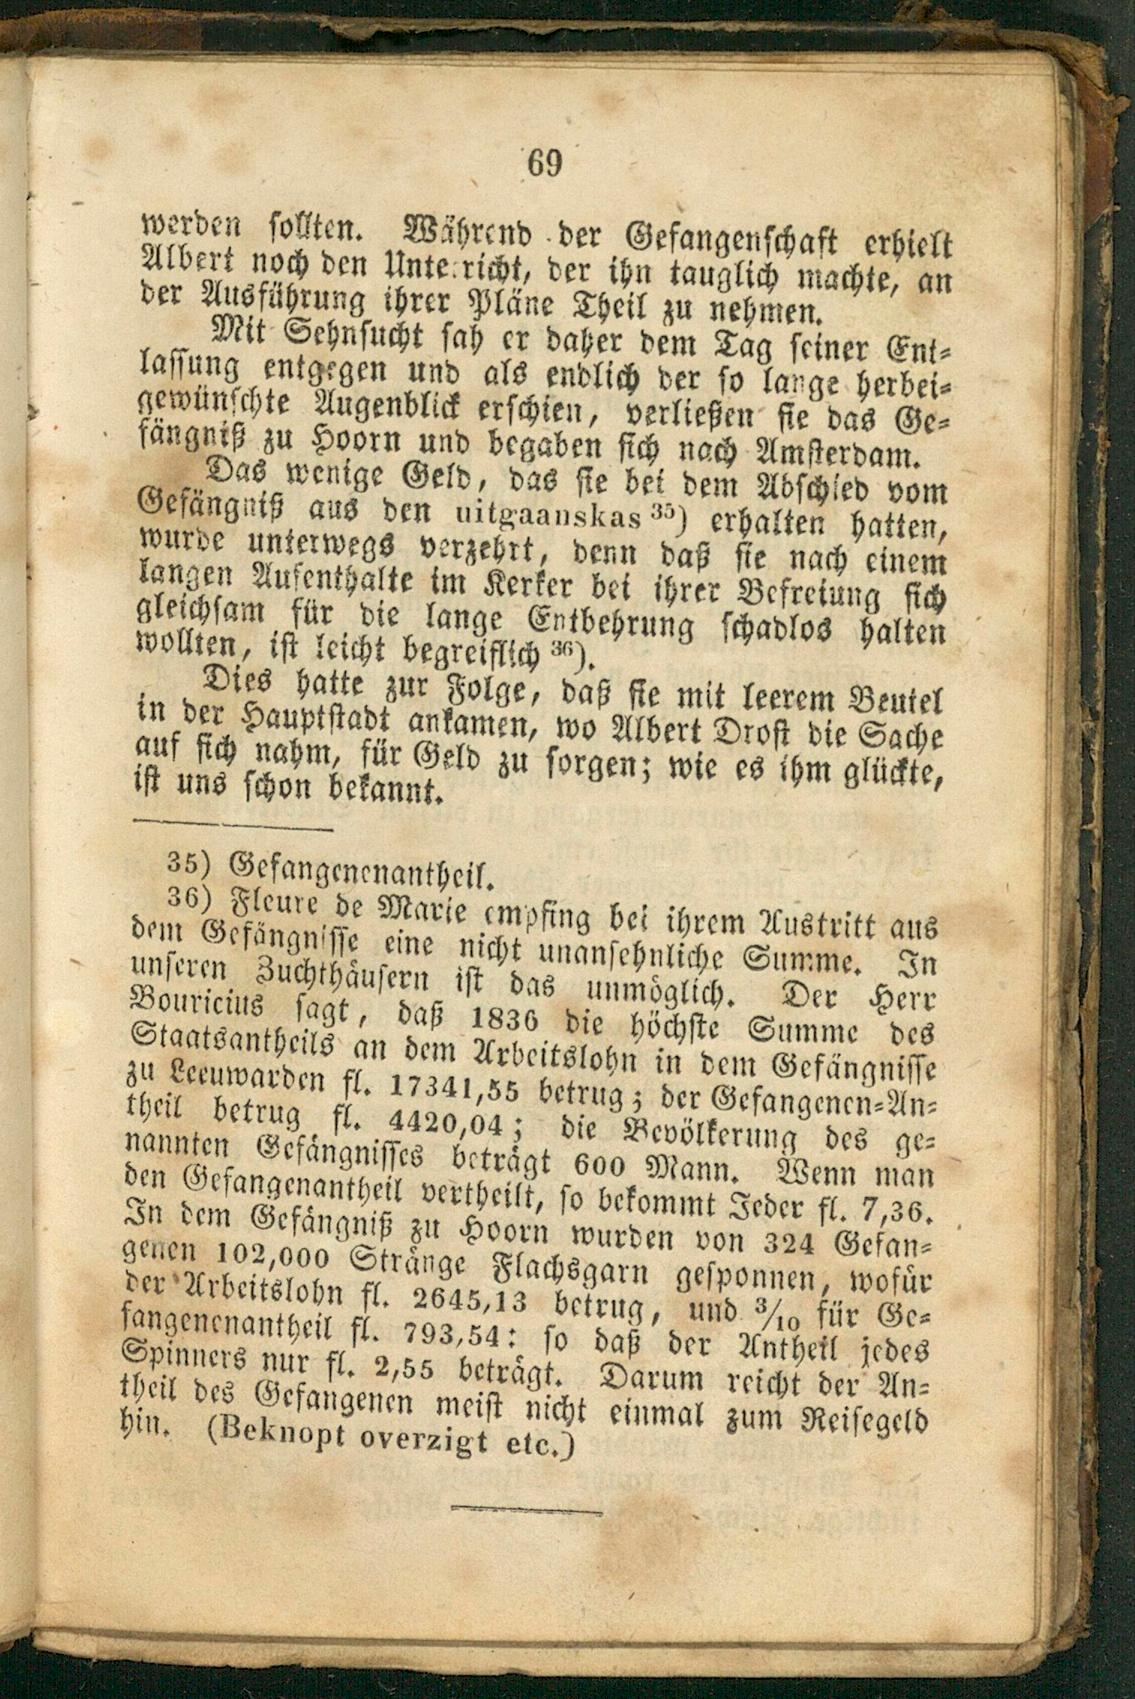 69
werden sollten. Während der Gefangenschaft erhielt
Albert noch den Unterricht, der ihn tauglich machte, an
der Ausführung ihrer Pläne Theil zu nehmen.
Mit Sehnsucht sah er daher dem Tag seiner Ent-
lassung entgegen und als endlich der so lange herbei-
gewünschte Augenblick erschien, verließen sie das Ge-
fängniß zu Hoorn und begaben sich nach Amsterdam.
Das wenige Geld, das sie bei dem Abschied vom
Gefängniß aus den uitgaanskas 35) erhalten hatten,
wurde unterwegs verzehrt, denn daß sie nach einem
langen Aufenthalte im Kerker bei ihrer Befreiung sich
gleichsam für die lange Entbehrung schadlos halten
wollten, ist leicht begreiflich 36).
Dies hatte zur Folge, daß sie mit leerem Beutel
in der Hauptstadt ankamen, wo Albert Drost die Sache
auf sich nahm, für Geld zu sorgen; wie es ihm glückte,
ist uns schon bekannt.
35) Gefangenenantheil.
36) Fleure de Marie empfing bei ihrem Austritt aus
dem Gefängnisse eine nicht unansehnliche Summe. In
unseren Zuchthäusern ist das unmöglich. Der Herr
Bouricius sagt, daß 1836 die höchste Summe des
Staatsantheils an dem Arbeitslohn in dem Gefängnisse
zu Leeuwarden fl. 17341,55 betrug; der Gefangenen-An-
theil betrug fl. 4420,04; die Bevölkerung des ge-
nannten Gefängnisses beträgt 600 Mann. Wenn man
den Gefangenantheil vertheilt, so bekommt Jeder fl. 7,36.
In dem Gefängniß zu Hoorn wurden von 324 Gefan-
genen 102,000 Stränge Flachsgarn gesponnen, wofür
der Arbeitslohn fl. 2645,13 betrug, und 3/10 für Ge-
fangenenantheil fl. 793,54: so daß der Antheil jedes
Spinners nur fl. 2,55 beträgt. Darum reicht der An-
theil des Gefangenen meist nicht einmal zum Reisegeld
hin. (Beknopt overzigt etc.)